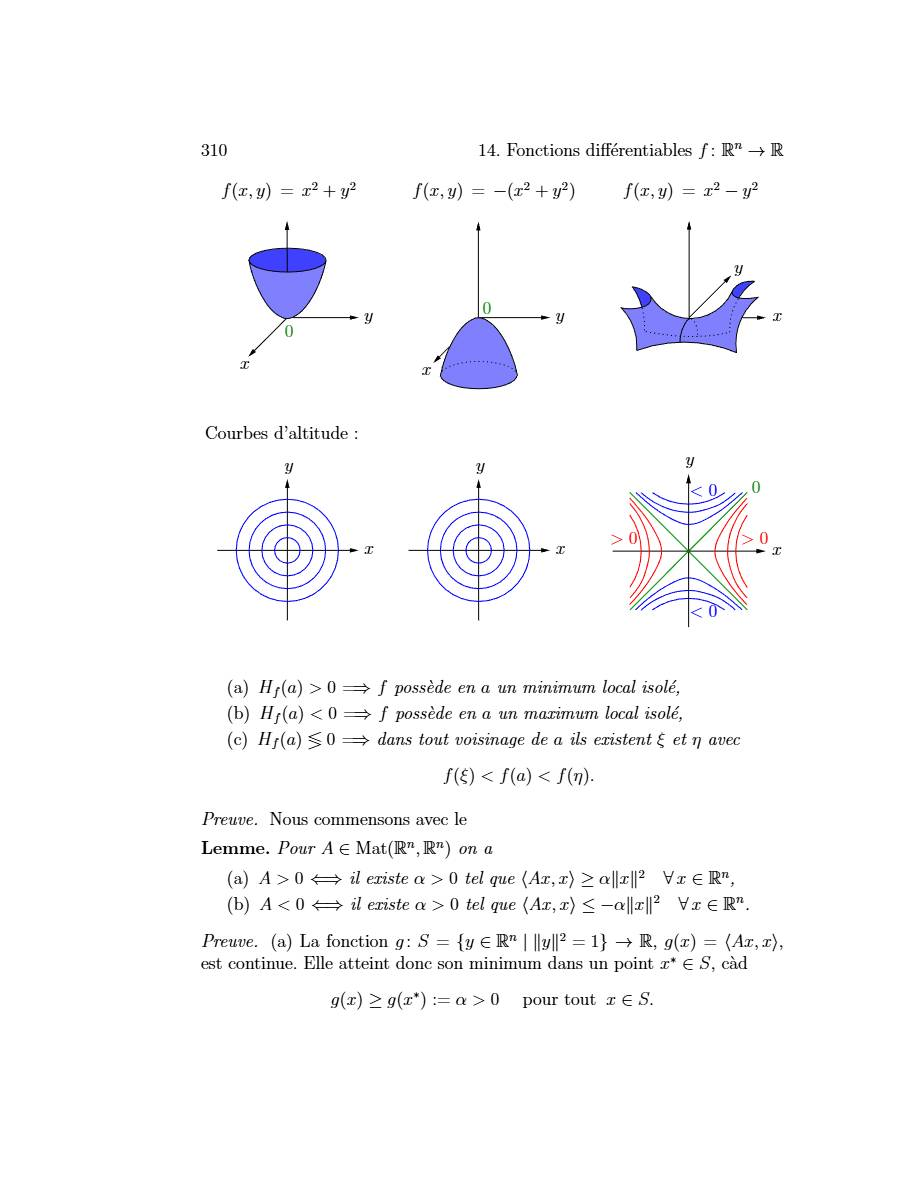 310 14. Fonctions différentiables f : ℝⁿ → ℝ
f(x, y) = x² + y² f(x, y) = −(x² + y²) f(x, y) = x² − y²
y
0
x
0
y
x
y
x
Courbes d'altitude :
y
x
y
x
y
< 0
0
> 0
> 0
x
< 0
(a) H_f(a) > 0 ⟹ f possède en a un minimum local isolé,
(b) H_f(a) < 0 ⟹ f possède en a un maximum local isolé,
(c) H_f(a) ≶ 0 ⟹ dans tout voisinage de a ils existent ξ et η avec
f(ξ) < f(a) < f(η).
Preuve. Nous commensons avec le
Lemme. Pour A ∈ Mat(ℝⁿ, ℝⁿ) on a
(a) A > 0 ⟺ il existe α > 0 tel que ⟨Ax, x⟩ ≥ α‖x‖² ∀ x ∈ ℝⁿ,
(b) A < 0 ⟺ il existe α > 0 tel que ⟨Ax, x⟩ ≤ −α‖x‖² ∀ x ∈ ℝⁿ.
Preuve. (a) La fonction g : S = {y ∈ ℝⁿ | ‖y‖² = 1} → ℝ, g(x) = ⟨Ax, x⟩,
est continue. Elle atteint donc son minimum dans un point x* ∈ S, càd
g(x) ≥ g(x*) := α > 0 pour tout x ∈ S.